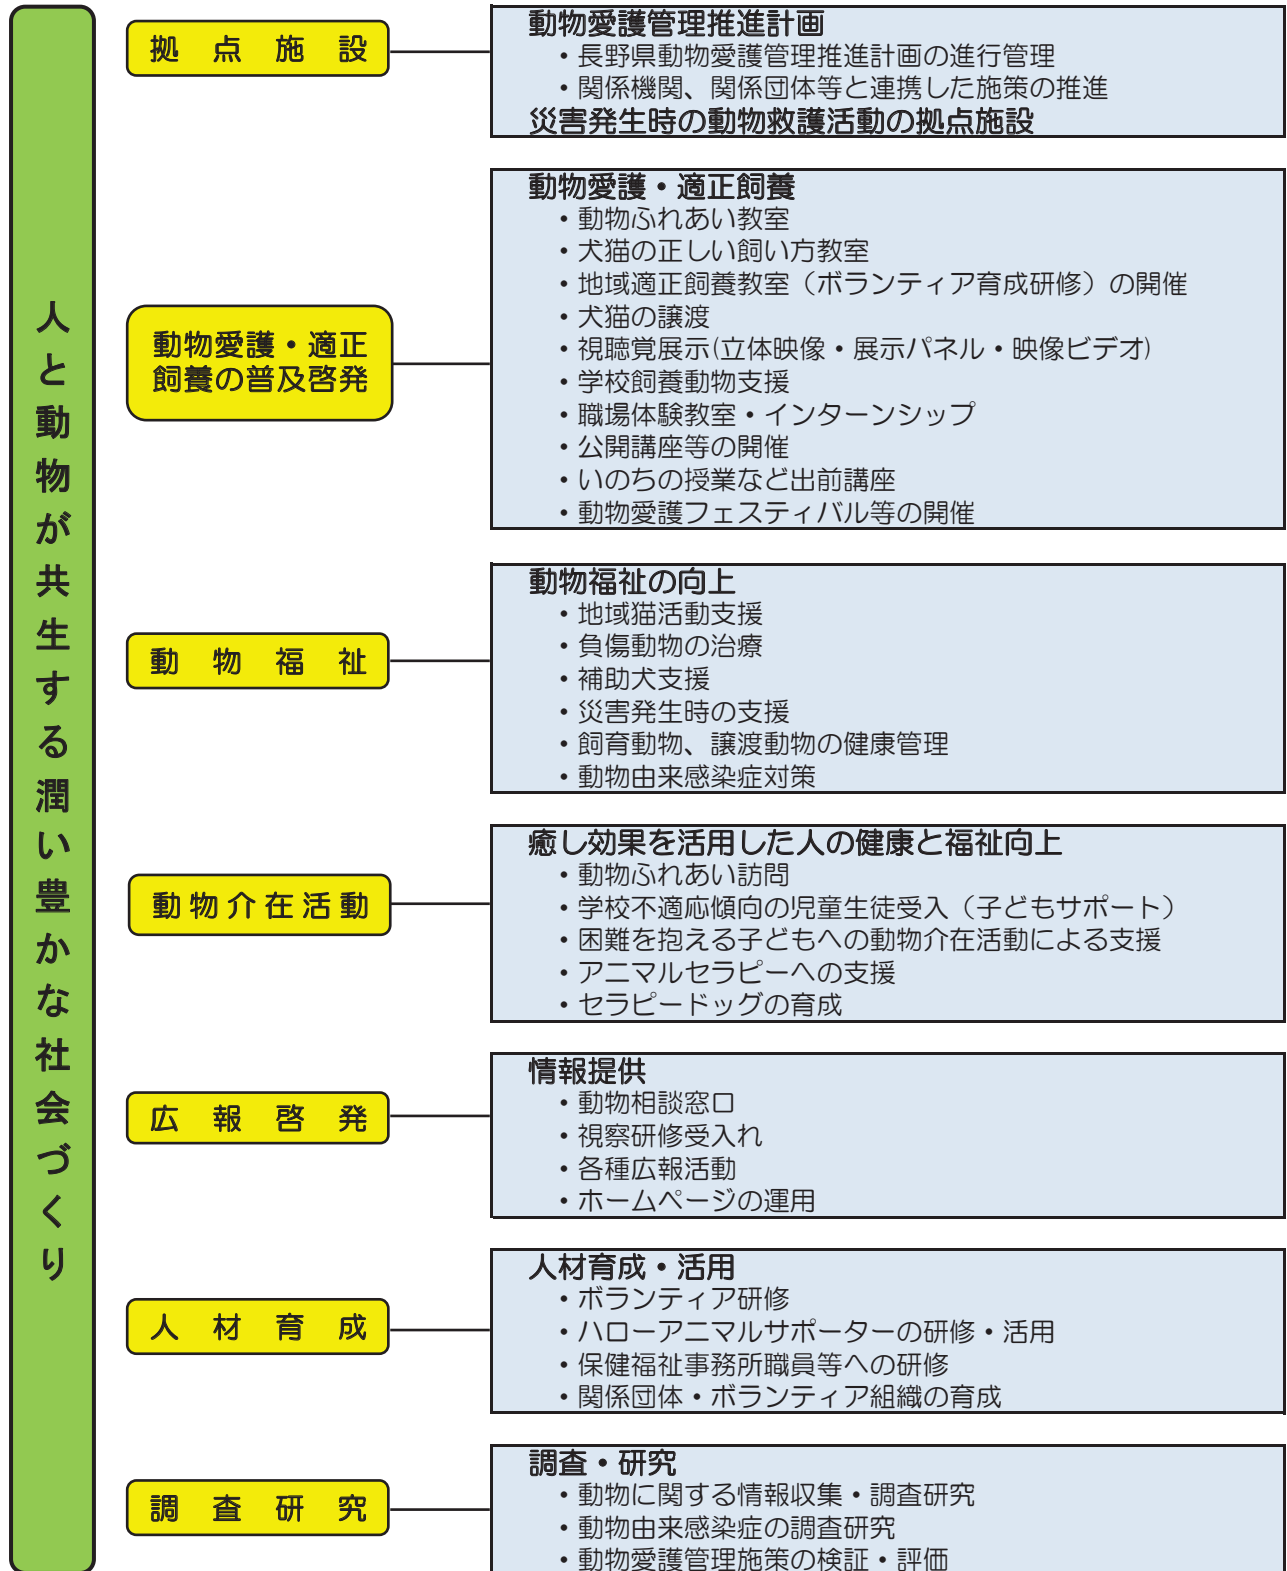 人と動物が共生する潤い豊かな社会づくり
拠点施設
動物愛護管理推進計画
・長野県動物愛護管理推進計画の進行管理
・関係機関、関係団体等と連携した施策の推進
災害発生時の動物救護活動の拠点施設
動物愛護・適正
飼養の普及啓発
動物愛護・適正飼養
・動物ふれあい教室
・犬猫の正しい飼い方教室
・地域適正飼養教室（ボランティア育成研修）の開催
・犬猫の譲渡
・視聴覚展示(立体映像・展示パネル・映像ビデオ)
・学校飼養動物支援
・職場体験教室・インターンシップ
・公開講座等の開催
・いのちの授業など出前講座
・動物愛護フェスティバル等の開催
動物福祉
動物福祉の向上
・地域猫活動支援
・負傷動物の治療
・補助犬支援
・災害発生時の支援
・飼育動物、譲渡動物の健康管理
・動物由来感染症対策
動物介在活動
癒し効果を活用した人の健康と福祉向上
・動物ふれあい訪問
・学校不適応傾向の児童生徒受入（子どもサポート）
・困難を抱える子どもへの動物介在活動による支援
・アニマルセラピーへの支援
・セラピードッグの育成
広報啓発
情報提供
・動物相談窓口
・視察研修受入れ
・各種広報活動
・ホームページの運用
人材育成
人材育成・活用
・ボランティア研修
・ハローアニマルサポーターの研修・活用
・保健福祉事務所職員等への研修
・関係団体・ボランティア組織の育成
調査研究
調査・研究
・動物に関する情報収集・調査研究
・動物由来感染症の調査研究
・動物愛護管理施策の検証・評価